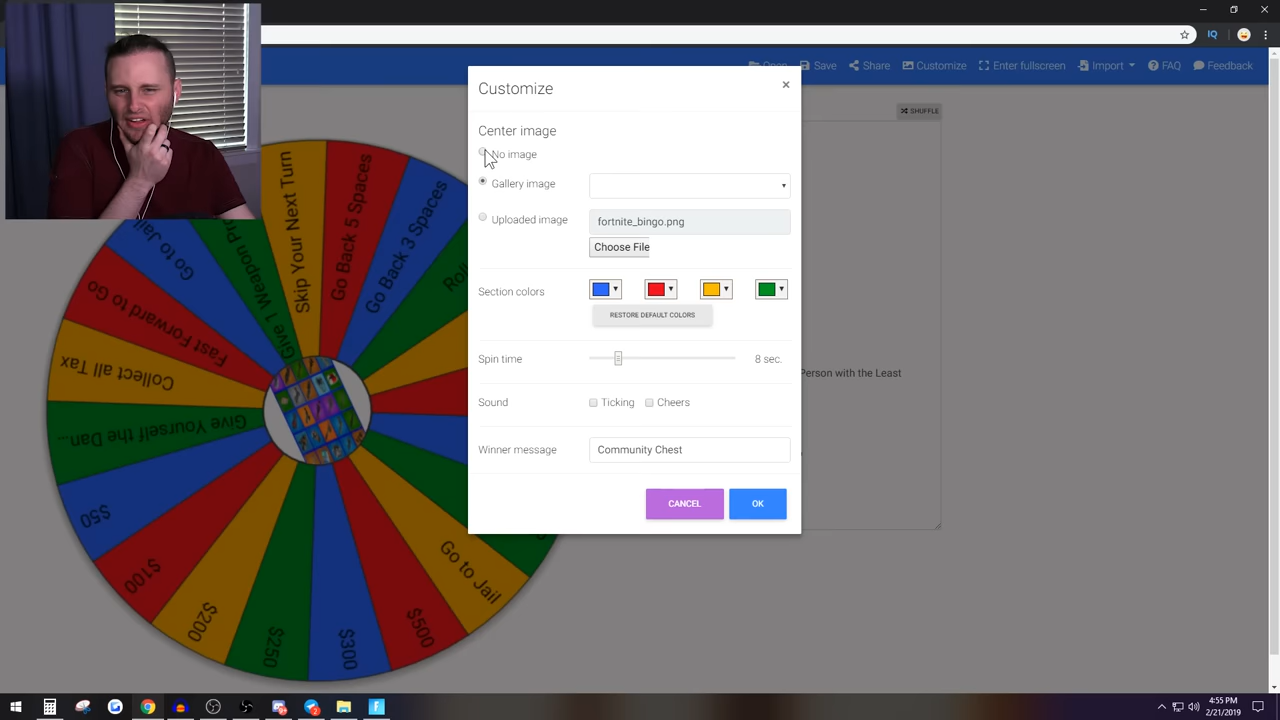 IQ
Open
Save
Share
Customize
Enter fullscreen
Import
FAQ
Feedback
SHUFFLE
Customize
×
Center image
No image
Gallery image
Uploaded image
fortnite_bingo.png
Choose File
Section colors
RESTORE DEFAULT COLORS
Spin time
8 sec.
Sound
Ticking
Cheers
Winner message
Community Chest
CANCEL
OK
Person with the Least
Skip Your Next Turn
Go Back 5 Spaces
Go Back 3 Spaces
Give 1 Weapon
Go to Jail
Fast Forward to Go
Collect all Tax
Give Yourself the Dan...
$50
$100
$200
$250
$300
$500
Go to Jail
4:55 PM
2/21/2019